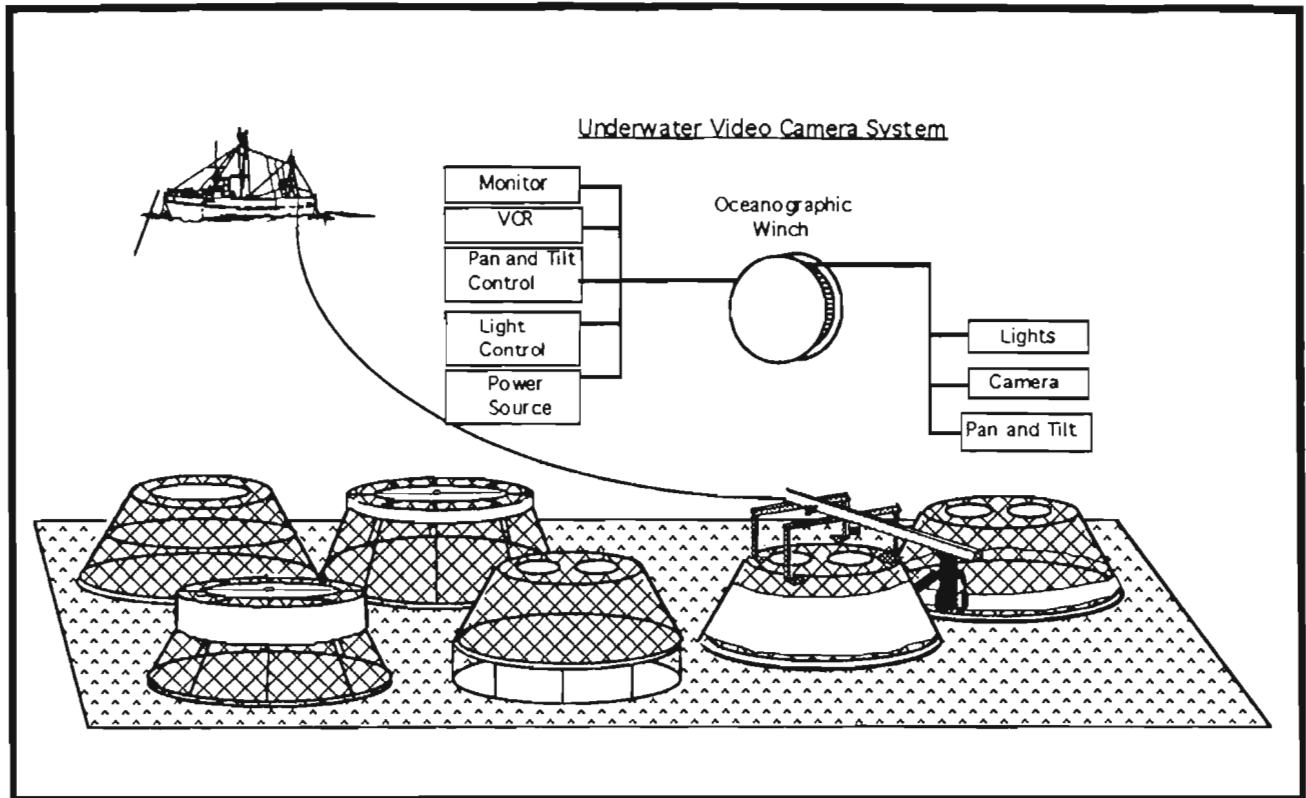 Underwater Video Camera System
Monitor
VCR
Pan and Tilt
Control
Light
Control
Power
Source
Oceanographic
Winch
Lights
Camera
Pan and Tilt